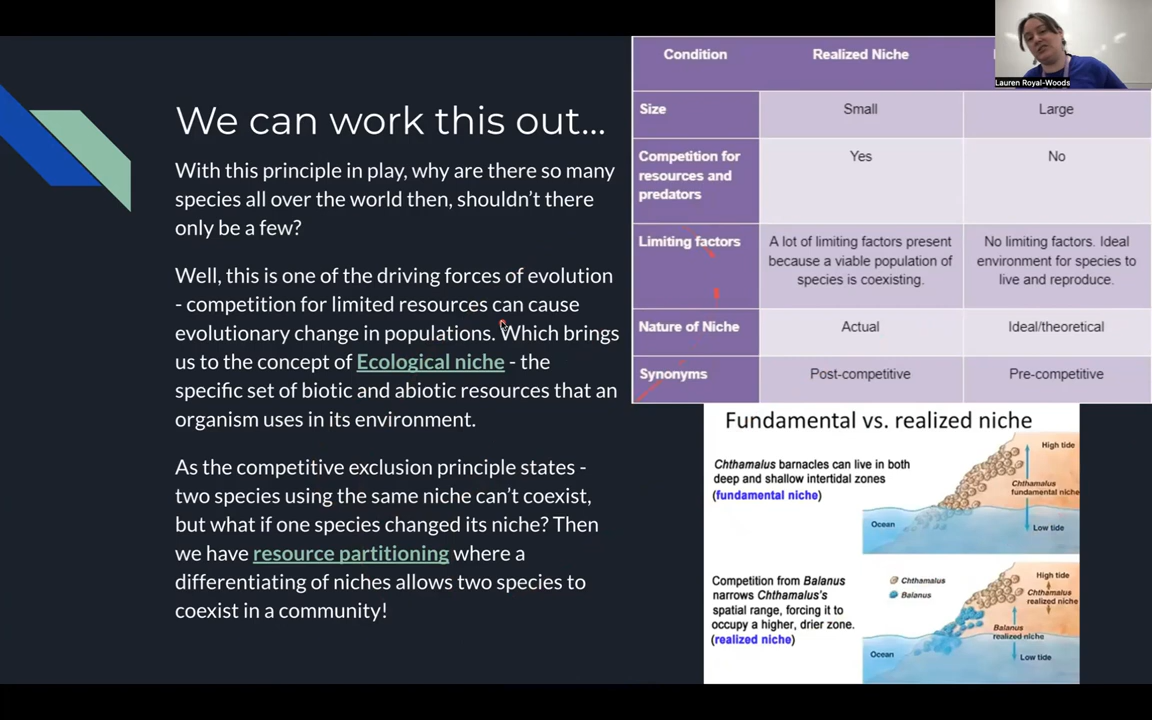 We can work this out...
With this principle in play, why are there so many
species all over the world then, shouldn't there
only be a few?
Well, this is one of the driving forces of evolution
- competition for limited resources can cause
evolutionary change in populations. Which brings
us to the concept of Ecological niche - the
specific set of biotic and abiotic resources that an
organism uses in its environment.
As the competitive exclusion principle states -
two species using the same niche can't coexist,
but what if one species changed its niche? Then
we have resource partitioning where a
differentiating of niches allows two species to
coexist in a community!
Condition
Realized Niche
Lauren Royal-Woods
Size
Small
Large
Competition for
resources and
predators
Yes
No
Limiting factors
A lot of limiting factors present
because a viable population of
species is coexisting.
No limiting factors. Ideal
environment for species to
live and reproduce.
Nature of Niche
Actual
Ideal/theoretical
Synonyms
Post-competitive
Pre-competitive
Fundamental vs. realized niche
Chthamalus barnacles can live in both
deep and shallow intertidal zones
(fundamental niche)
High tide
Chthamalus
fundamental niche
Ocean
Low tide
Competition from Balanus
narrows Chthamalus's
spatial range, forcing it to
occupy a higher, drier zone.
(realized niche)
Chthamalus
Balanus
High tide
Chthamalus
realized niche
Balanus
realized niche
Ocean
Low tide